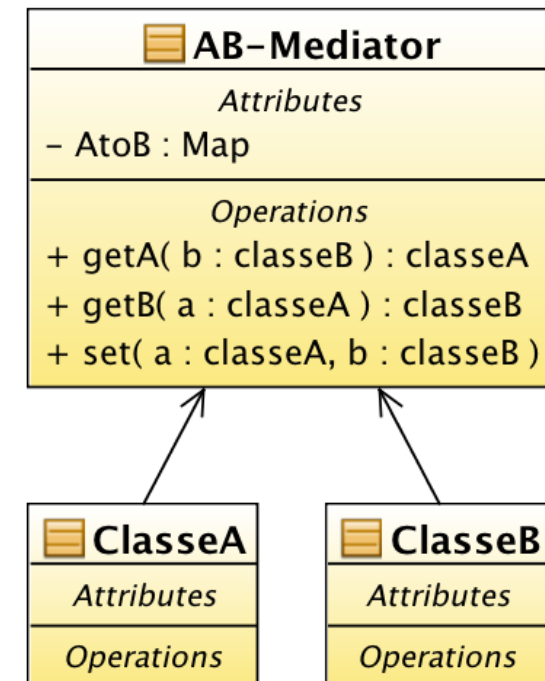 AB-Mediator
Attributes
- AtoB : Map
Operations
+ getA( b : classeB ) : classeA
+ getB( a : classeA ) : classeB
+ set( a : classeA, b : classeB )
ClasseA
Attributes
Operations
ClasseB
Attributes
Operations